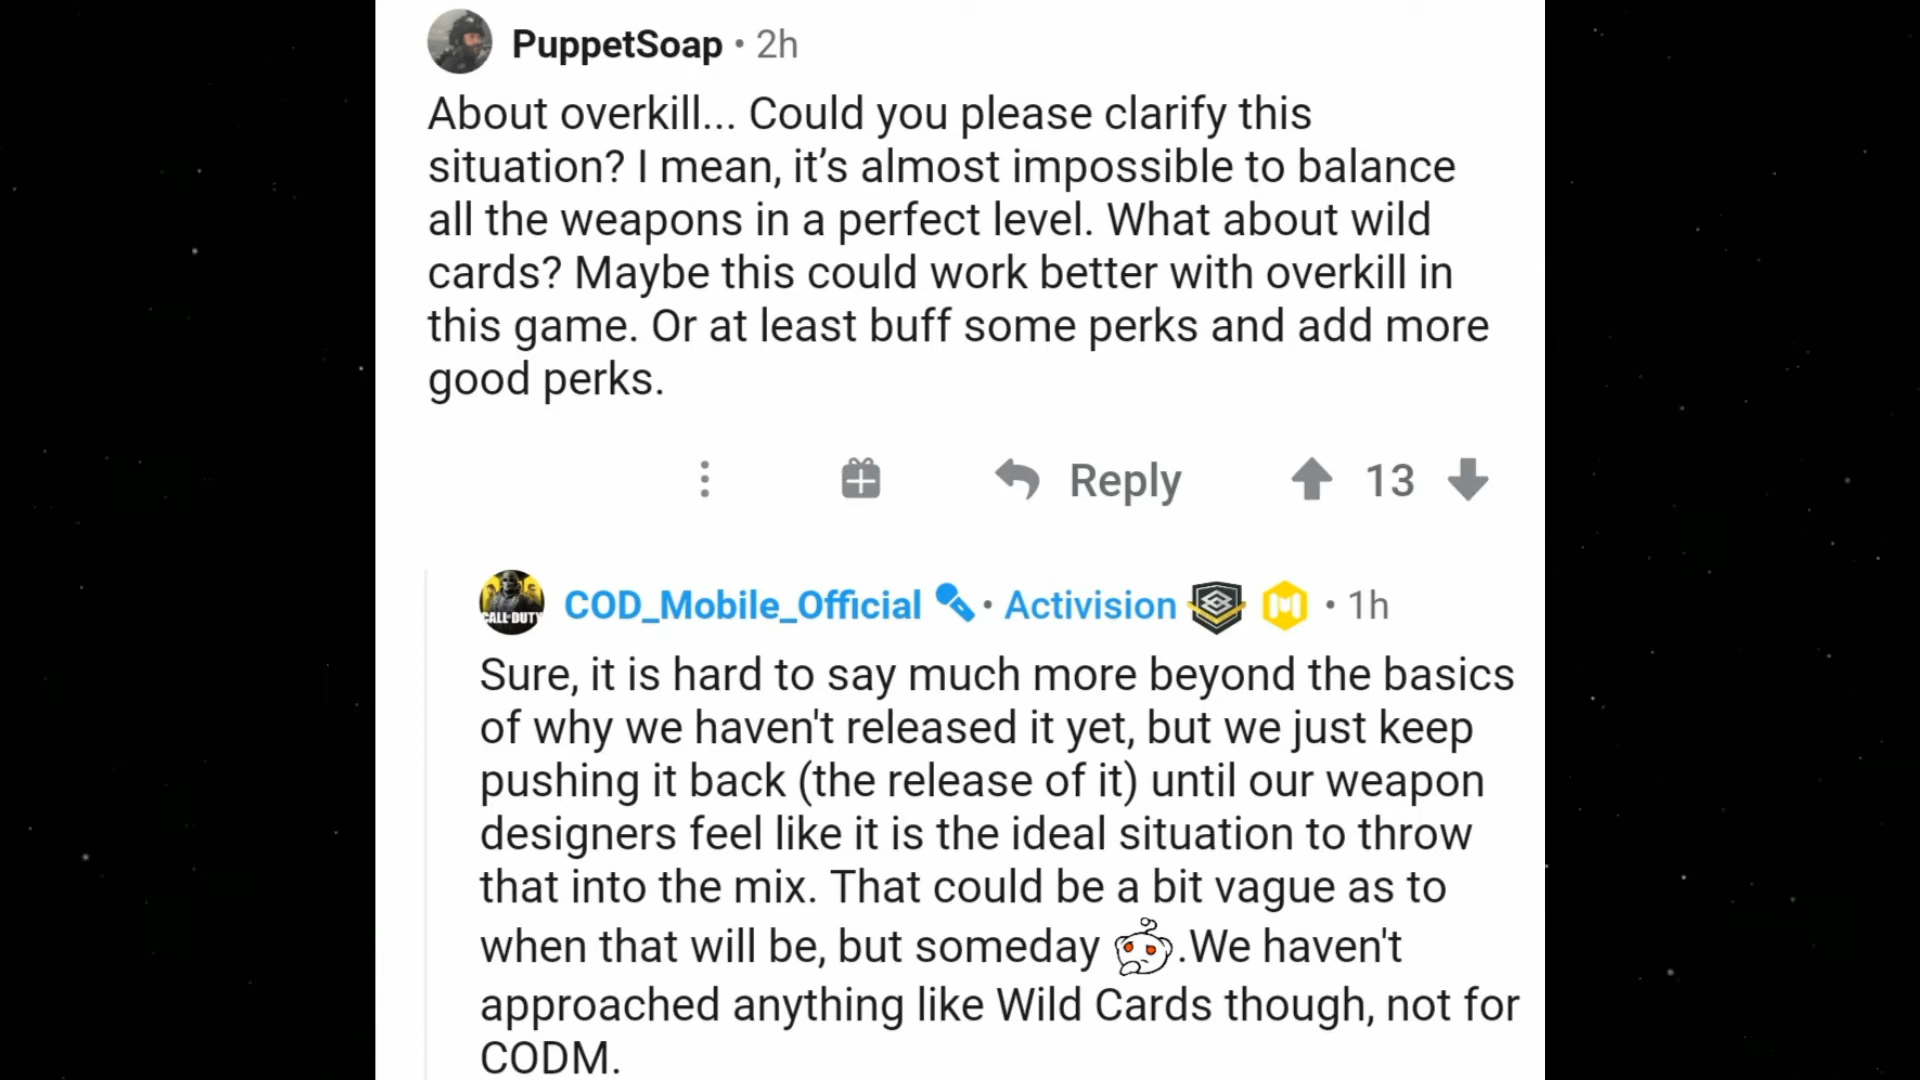 PuppetSoap • 2h
About overkill... Could you please clarify this
situation? I mean, it’s almost impossible to balance
all the weapons in a perfect level. What about wild
cards? Maybe this could work better with overkill in
this game. Or at least buff some perks and add more
good perks.
Reply 13
CALL OF DUTY
COD_Mobile_Official • Activision • 1h
Sure, it is hard to say much more beyond the basics
of why we haven't released it yet, but we just keep
pushing it back (the release of it) until our weapon
designers feel like it is the ideal situation to throw
that into the mix. That could be a bit vague as to
when that will be, but someday .We haven't
approached anything like Wild Cards though, not for
CODM.